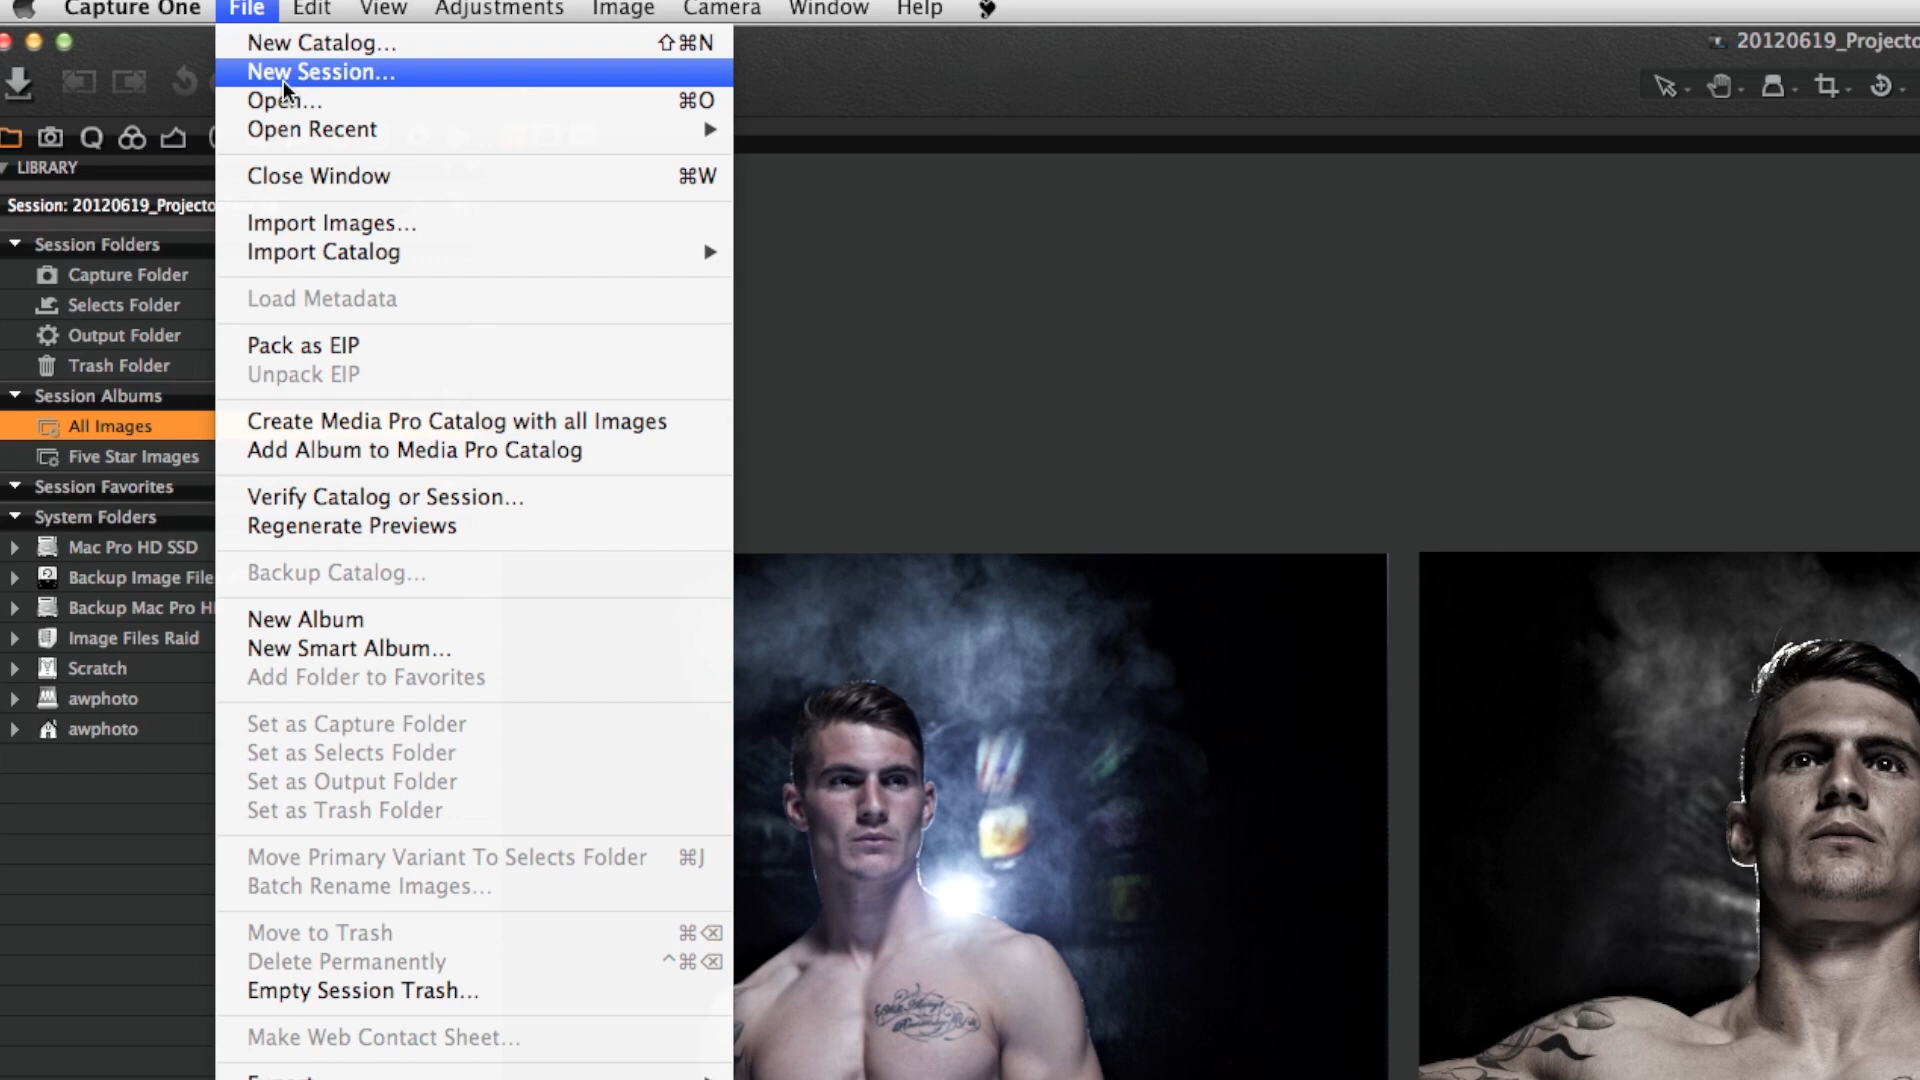 Capture One File Edit View Adjustments Image Camera Window Help
20120619_Projecto
New Catalog... ⇧⌘N
New Session...
Open... ⌘O
Open Recent ▶
Close Window ⌘W
Import Images...
Import Catalog ▶
Load Metadata
Pack as EIP
Unpack EIP
Create Media Pro Catalog with all Images
Add Album to Media Pro Catalog
Verify Catalog or Session...
Regenerate Previews
Backup Catalog...
New Album
New Smart Album...
Add Folder to Favorites
Set as Capture Folder
Set as Selects Folder
Set as Output Folder
Set as Trash Folder
Move Primary Variant To Selects Folder ⌘J
Batch Rename Images...
Move to Trash ⌘⌫
Delete Permanently ^⌘⌫
Empty Session Trash...
Make Web Contact Sheet...
LIBRARY
Session: 20120619_Projecto
Session Folders
Capture Folder
Selects Folder
Output Folder
Trash Folder
Session Albums
All Images
Five Star Images
Session Favorites
System Folders
Mac Pro HD SSD
Backup Image File
Backup Mac Pro H
Image Files Raid
Scratch
awphoto
awphoto